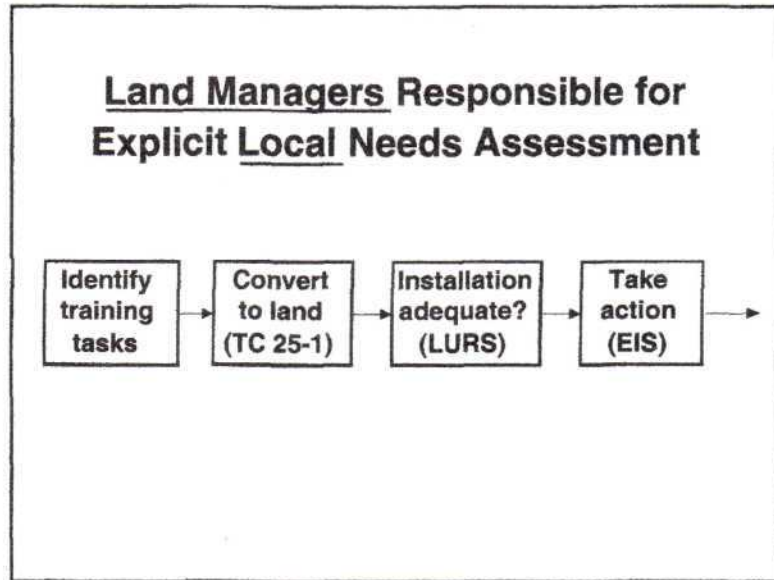 Land Managers Responsible for
Explicit Local Needs Assessment
Identify
training
tasks
Convert
to land
(TC 25-1)
Installation
adequate?
(LURS)
Take
action
(EIS)